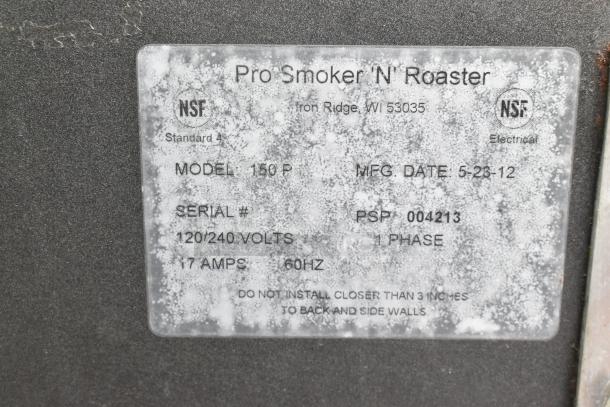 Pro Smoker 'N' Roaster
NSF
Iron Ridge, WI 53035
NSF
Standard 4
Electrical
MODEL: 150 P
MFG. DATE: 5-23-12
SERIAL #
PSP 004213
120/240 VOLTS
1 PHASE
17 AMPS
60HZ
DO NOT INSTALL CLOSER THAN 3 INCHES
TO BACK AND SIDE WALLS